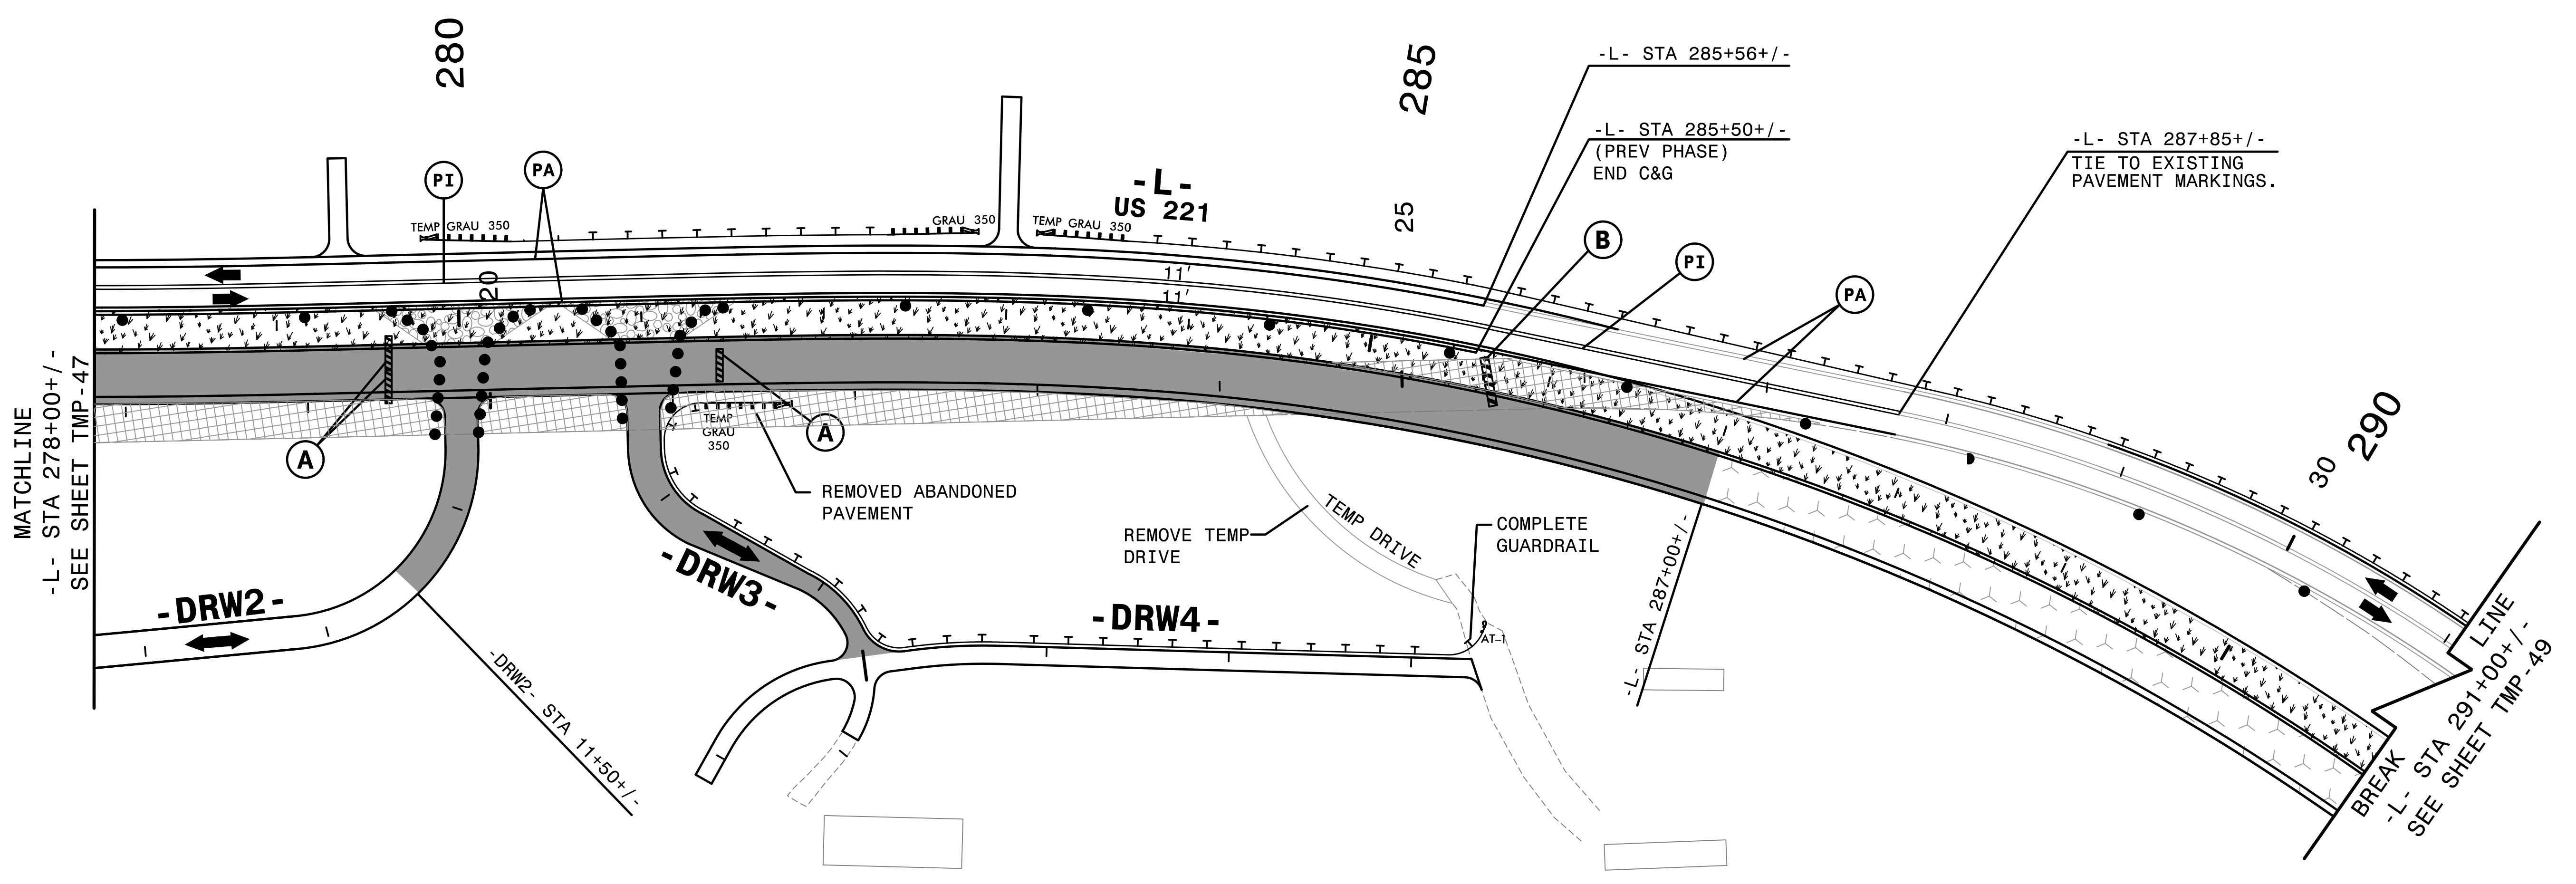 280
285
-L- STA 285+56+/-
-L- STA 285+50+/-
(PREV PHASE)
END C&G
-L- STA 287+85+/-
TIE TO EXISTING
PAVEMENT MARKINGS.
PI
PA
-L-
US 221
25
B
PI
PA
TEMP GRAU 350
GRAU 350
TEMP GRAU 350
20
11'
11'
MATCHLINE
-L- STA 278+00+/-
SEE SHEET TMP-47
A
A
TEMP
GRAU
350
REMOVED ABANDONED
PAVEMENT
REMOVE TEMP
DRIVE
TEMP DRIVE
COMPLETE
GUARDRAIL
AT-1
-L- STA 287+00+/-
-DRW2-
-DRW3-
-DRW4-
-DRW2- STA 11+50+/-
290
30
BREAK LINE
-L- STA 291+00+/-
SEE SHEET TMP-49